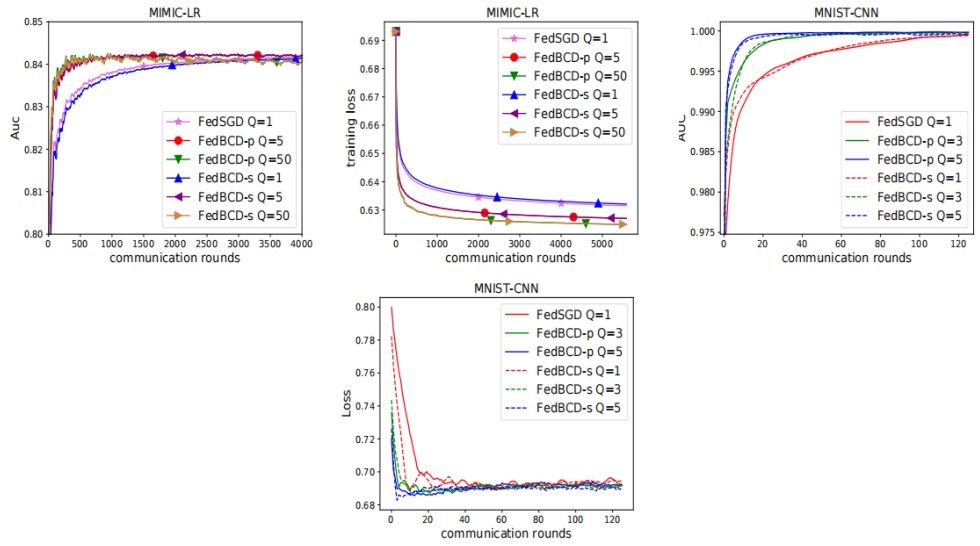 MIMIC-LR
0.85
0.84
0.83
0.82
0.81
0.80
Auc
FedSGD Q=1
FedBCD-p Q=5
FedBCD-p Q=50
FedBCD-s Q=1
FedBCD-s Q=5
FedBCD-s Q=50
0 500 1000 1500 2000 2500 3000 3500 4000
communication rounds
MIMIC-LR
0.69
0.68
0.67
0.66
0.65
0.64
0.63
training loss
FedSGD Q=1
FedBCD-p Q=5
FedBCD-p Q=50
FedBCD-s Q=1
FedBCD-s Q=5
FedBCD-s Q=50
0 1000 2000 3000 4000 5000
communication rounds
MNIST-CNN
1.000
0.995
0.990
0.985
0.980
0.975
AUC
FedSGD Q=1
FedBCD-p Q=3
FedBCD-p Q=5
FedBCD-s Q=1
FedBCD-s Q=3
FedBCD-s Q=5
0 20 40 60 80 100 120
communication rounds
MNIST-CNN
0.80
0.78
0.76
0.74
0.72
0.70
0.68
Loss
FedSGD Q=1
FedBCD-p Q=3
FedBCD-p Q=5
FedBCD-s Q=1
FedBCD-s Q=3
FedBCD-s Q=5
0 20 40 60 80 100 120
communication rounds